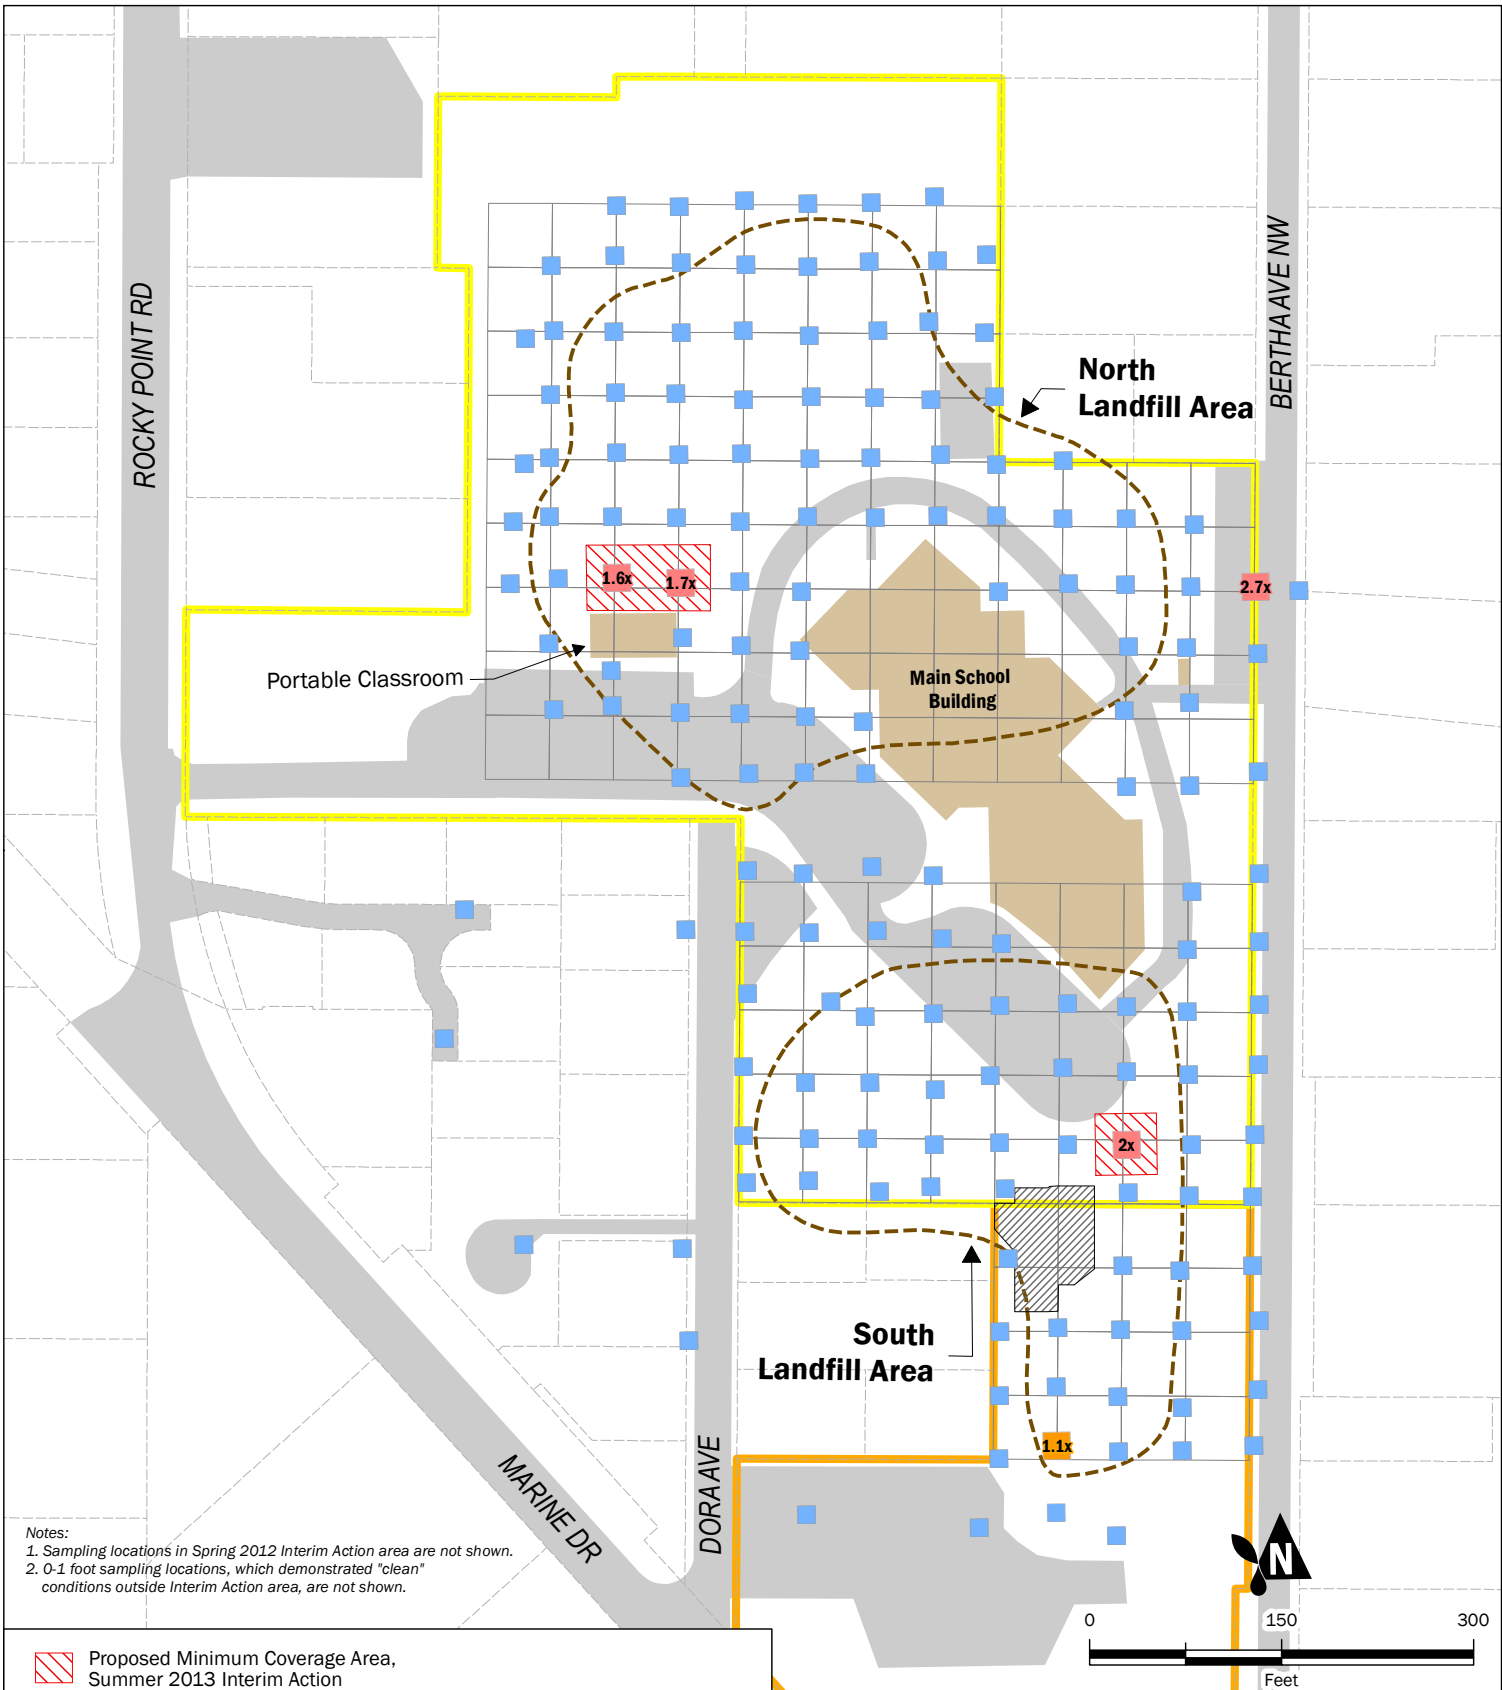 ROCKY POINT RD
BERTHA AVE NW
North
Landfill Area
1.6x
1.7x
2.7x
Portable Classroom
Main School
Building
2x
South
Landfill Area
1.1x
MARINE DR
DORA AVE
Notes:
1. Sampling locations in Spring 2012 Interim Action area are not shown.
2. 0-1 foot sampling locations, which demonstrated "clean"
conditions outside Interim Action area, are not shown.
N
0 150 300
Feet
Proposed Minimum Coverage Area,
Summer 2013 Interim Action